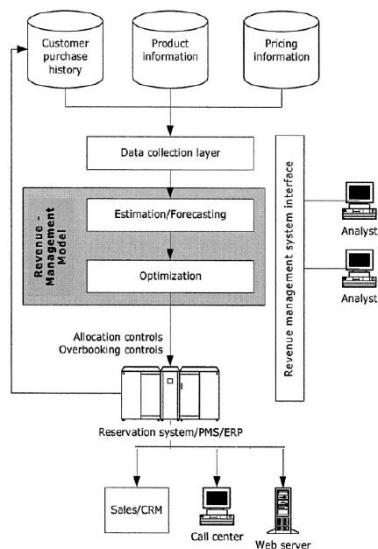 Customer
purchase
history
Product
information
Pricing
information
Data collection layer
Revenue -
Management
Model
Estimation/Forecasting
Optimization
Revenue management system interface
Analyst
Analyst
Allocation controls
Overbooking controls
Reservation system/PMS/ERP
Sales/CRM
Call center
Web server